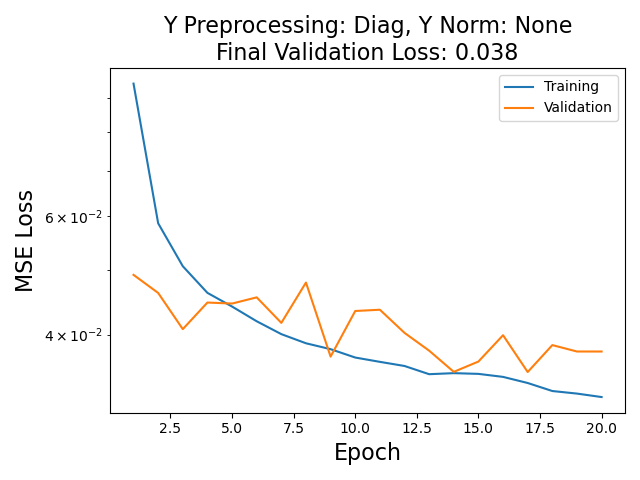 Y Preprocessing: Diag, Y Norm: None
Final Validation Loss: 0.038
Training
Validation
MSE Loss
6 × 10⁻²
4 × 10⁻²
2.5 5.0 7.5 10.0 12.5 15.0 17.5 20.0
Epoch